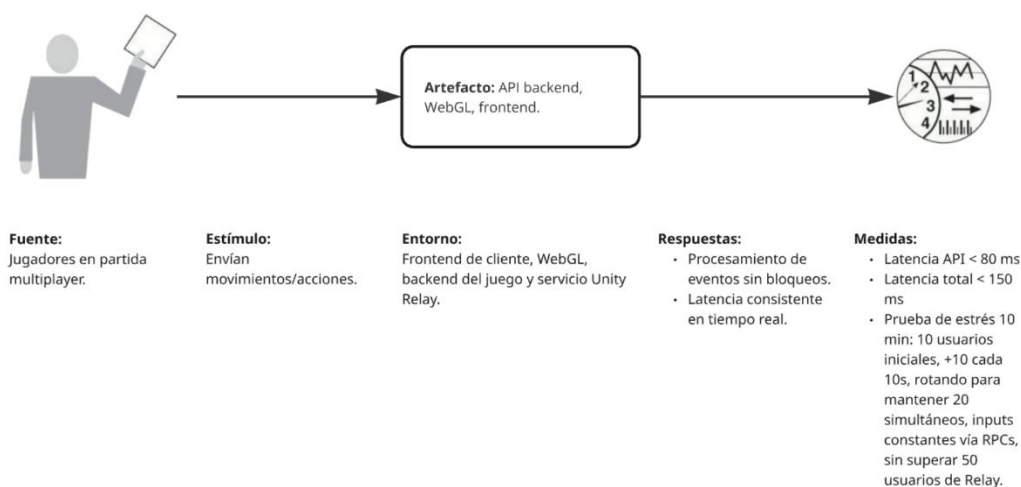 Artefacto: API backend,
WebGL, frontend.
1
2
3
4
Fuente:
Jugadores en partida
multiplayer.
Estímulo:
Envían
movimientos/acciones.
Entorno:
Frontend de cliente, WebGL,
backend del juego y servicio Unity
Relay.
Respuestas:
• Procesamiento de
eventos sin bloqueos.
• Latencia consistente
en tiempo real.
Medidas:
• Latencia API < 80 ms
• Latencia total < 150
ms
• Prueba de estrés 10
min: 10 usuarios
iniciales, +10 cada
10s, rotando para
mantener 20
simultáneos, inputs
constantes vía RPCs,
sin superar 50
usuarios de Relay.